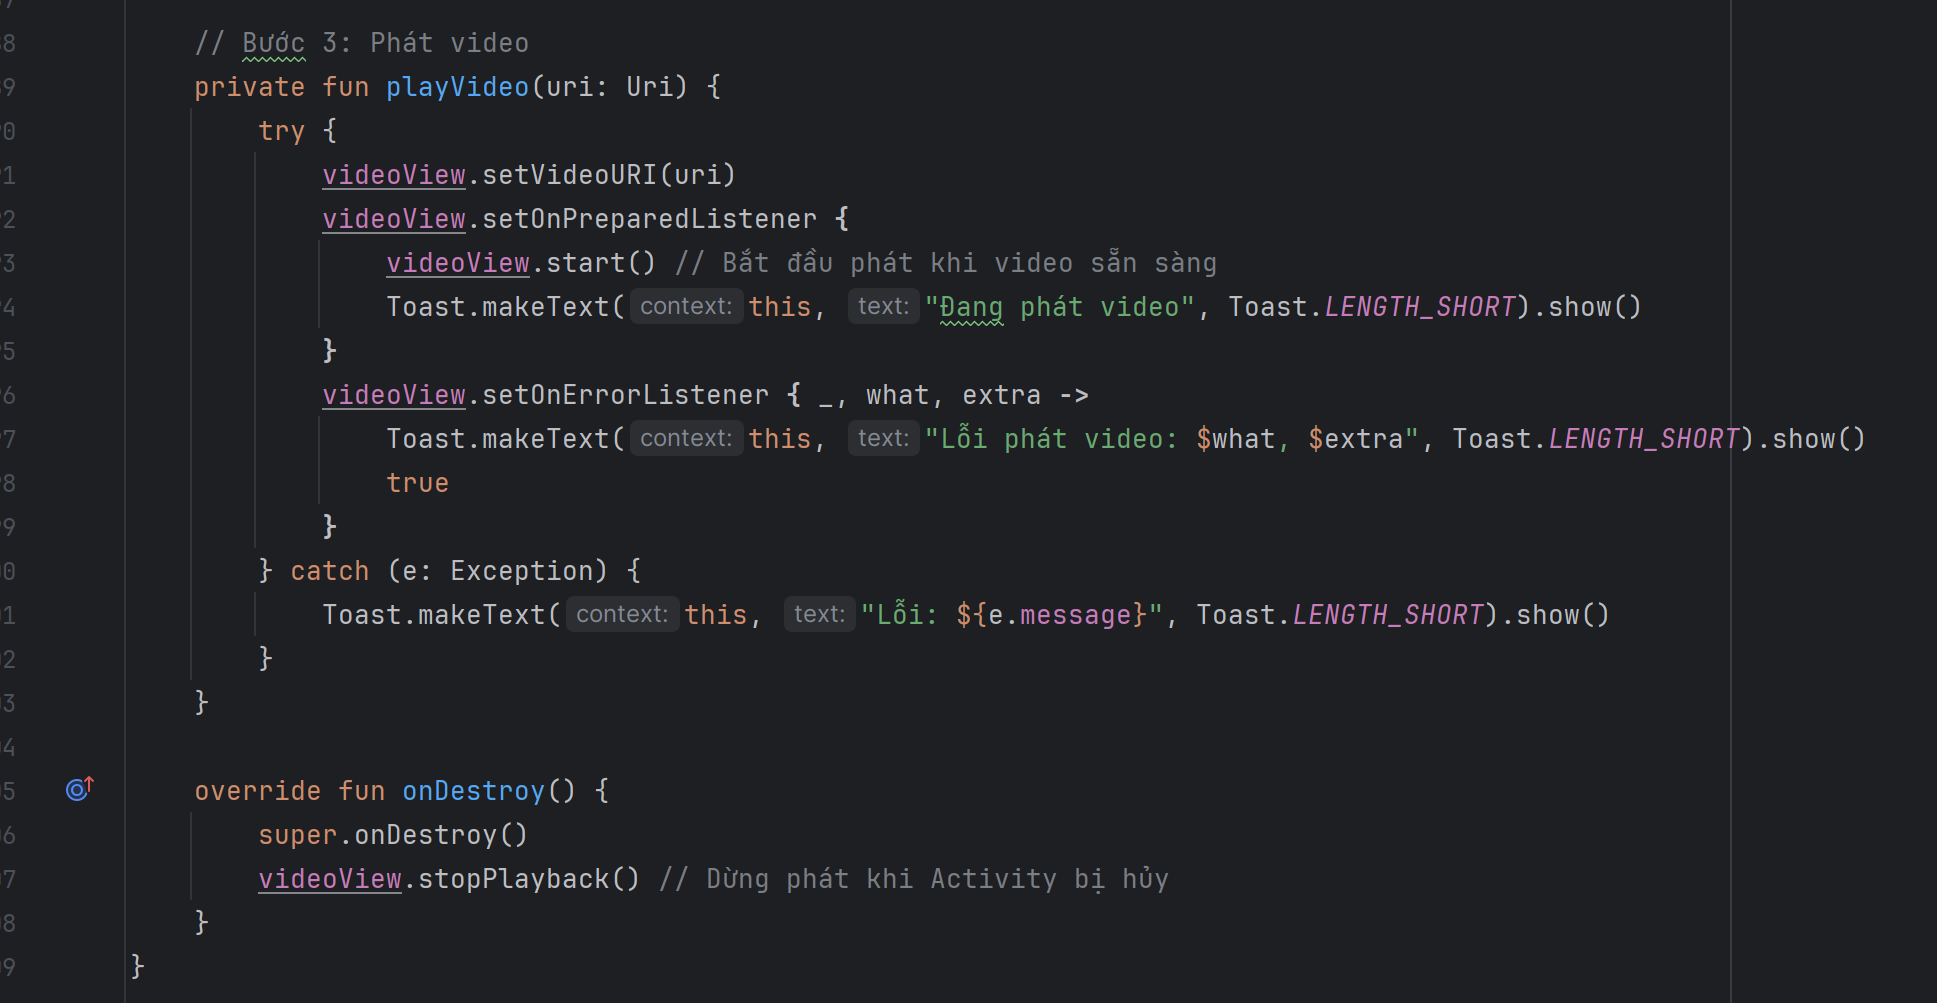 // Bước 3: Phát video
private fun playVideo(uri: Uri) {
try {
videoView.setVideoURI(uri)
videoView.setOnPreparedListener {
videoView.start() // Bắt đầu phát khi video sẵn sàng
Toast.makeText( context: this, text: "Đang phát video", Toast.LENGTH_SHORT).show()
}
videoView.setOnErrorListener { _, what, extra ->
Toast.makeText( context: this, text: "Lỗi phát video: $what, $extra", Toast.LENGTH_SHORT).show()
true
}
} catch (e: Exception) {
Toast.makeText( context: this, text: "Lỗi: ${e.message}", Toast.LENGTH_SHORT).show()
}
}
override fun onDestroy() {
super.onDestroy()
videoView.stopPlayback() // Dừng phát khi Activity bị hủy
}
}